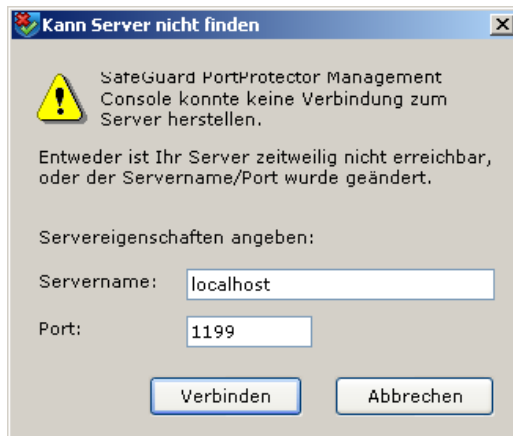 Kann Server nicht finden
SafeGuard PortProtector Management
Console konnte keine Verbindung zum
Server herstellen.
Entweder ist Ihr Server zeitweilig nicht erreichbar,
oder der Servername/Port wurde geändert.
Servereigenschaften angeben:
Servername: localhost
Port: 1199
Verbinden Abbrechen